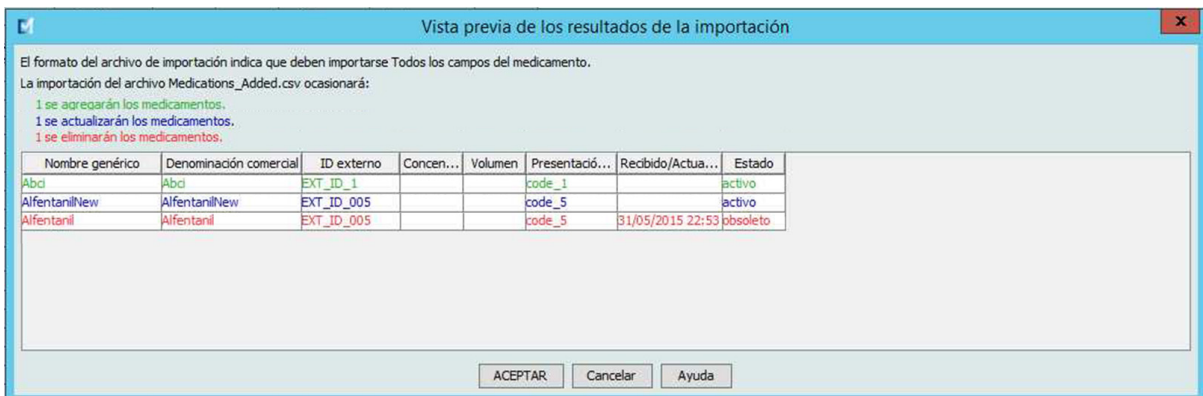 Vista previa de los resultados de la importación
x
El formato del archivo de importación indica que deben importarse Todos los campos del medicamento.
La importación del archivo Medications_Added.csv ocasionará:
1 se agregarán los medicamentos.
1 se actualizarán los medicamentos.
1 se eliminarán los medicamentos.
Nombre genérico Denominación comercial ID externo Concen... Volumen Presentació... Recibido/Actua... Estado
Abci Abci EXT_ID_1 code_1 activo
AlfentanilNew AlfentanilNew EXT_ID_005 code_5 activo
Alfentanil Alfentanil EXT_ID_005 code_5 31/05/2015 22:53 obsoleto
ACEPTAR Cancelar Ayuda